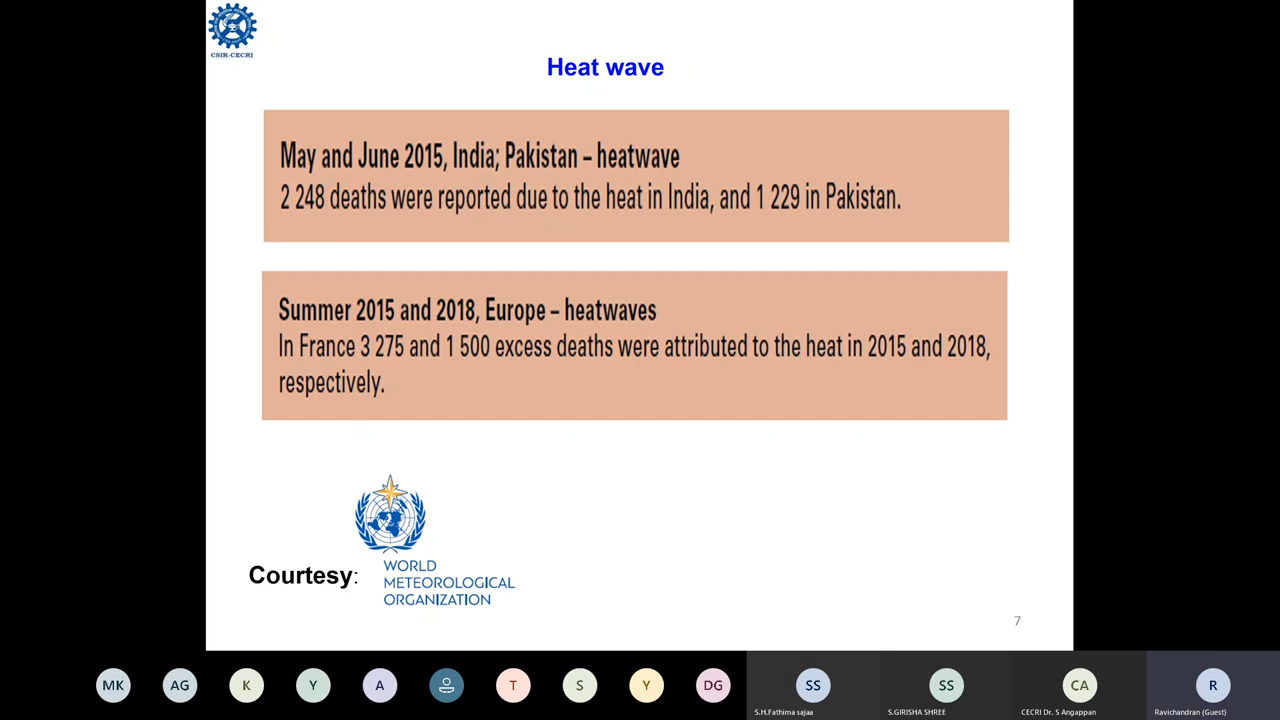 CSIR-CECRI
Heat wave
May and June 2015, India; Pakistan – heatwave
2 248 deaths were reported due to the heat in India, and 1 229 in Pakistan.
Summer 2015 and 2018, Europe – heatwaves
In France 3 275 and 1 500 excess deaths were attributed to the heat in 2015 and 2018,
respectively.
Courtesy:
WORLD
METEOROLOGICAL
ORGANIZATION
7
MK AG K Y A T S Y DG SS SS CA R
S.H.Fathima sajaa S.GIRISHA SHREE CECRI Dr. S Angappan Ravichandran (Guest)